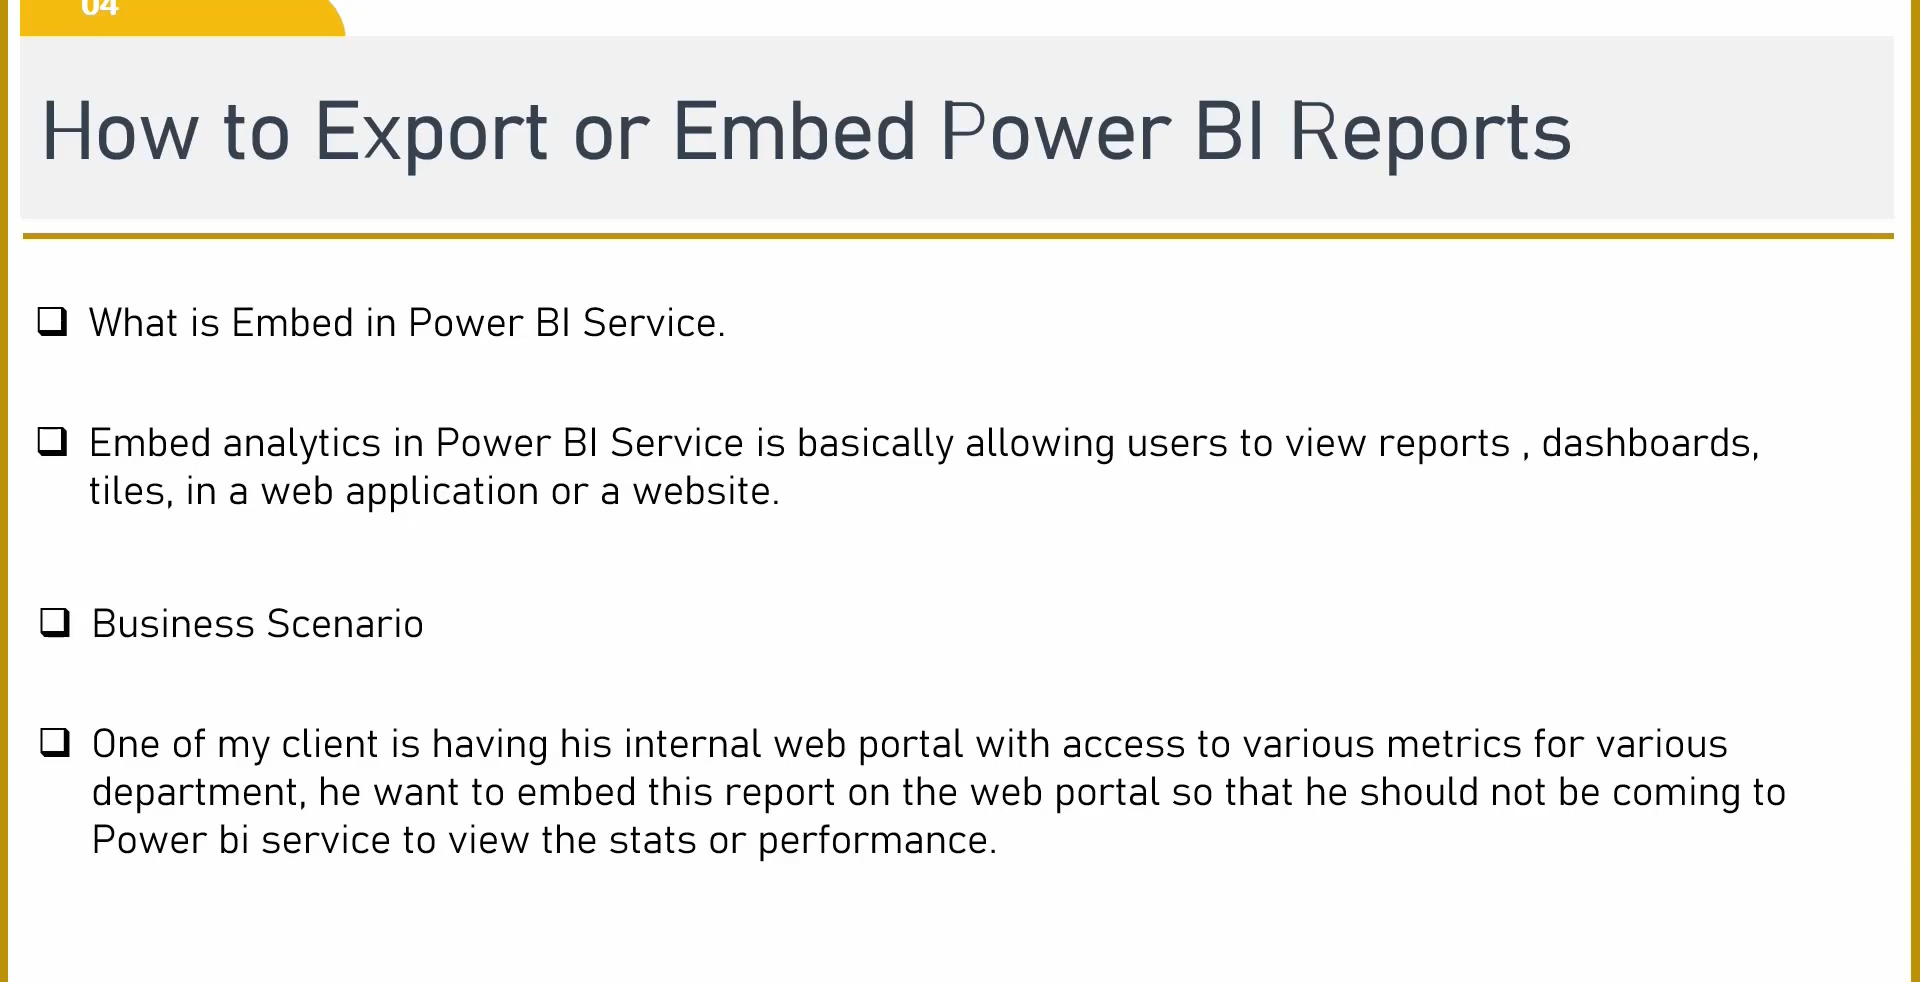 04
How to Export or Embed Power BI Reports
What is Embed in Power BI Service.
Embed analytics in Power BI Service is basically allowing users to view reports , dashboards,
tiles, in a web application or a website.
Business Scenario
One of my client is having his internal web portal with access to various metrics for various
department, he want to embed this report on the web portal so that he should not be coming to
Power bi service to view the stats or performance.